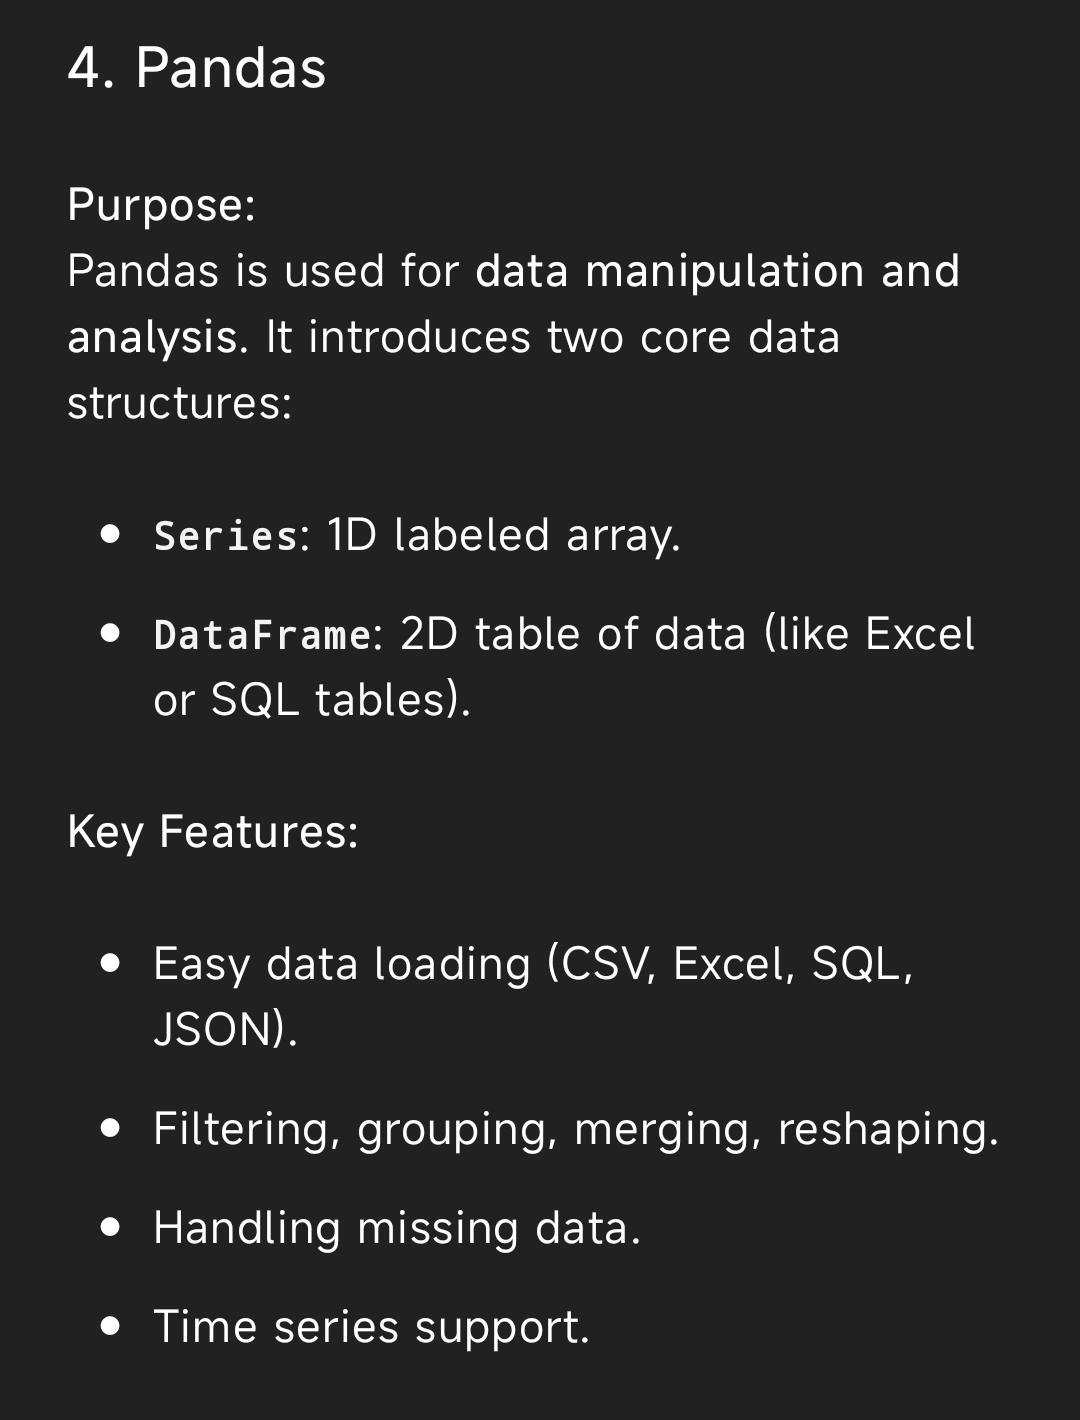 4. Pandas
Purpose:
Pandas is used for data manipulation and
analysis. It introduces two core data
structures:
• Series: 1D labeled array.
• DataFrame: 2D table of data (like Excel
or SQL tables).
Key Features:
• Easy data loading (CSV, Excel, SQL,
JSON).
• Filtering, grouping, merging, reshaping.
• Handling missing data.
• Time series support.